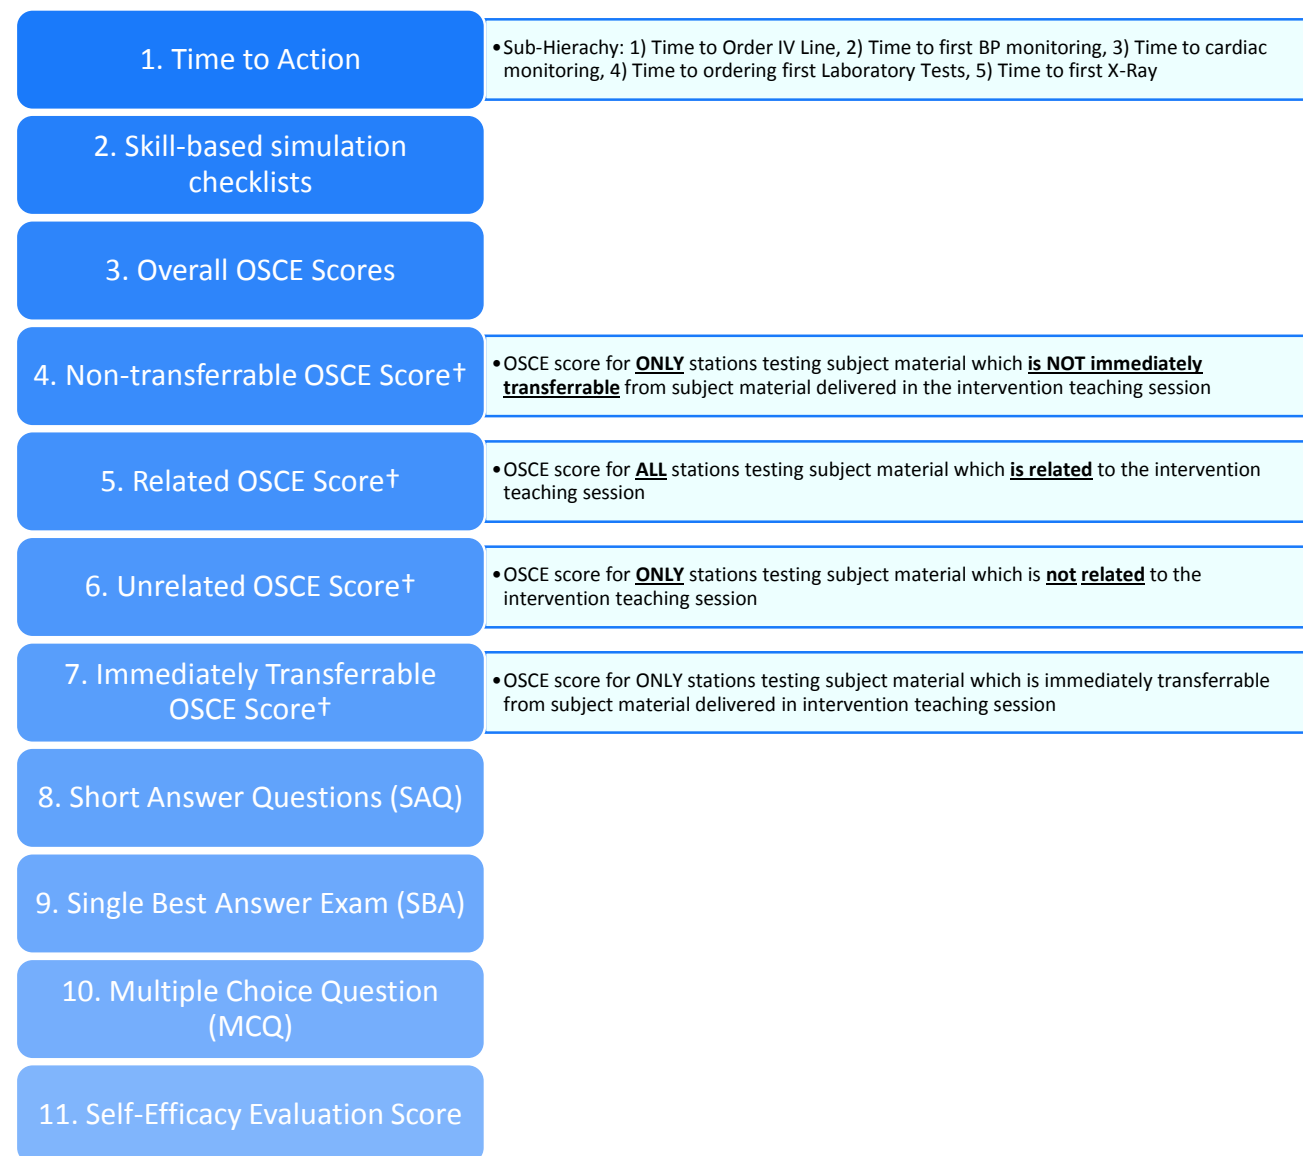 1. Time to Action
•Sub-Hierachy: 1) Time to Order IV Line, 2) Time to first BP monitoring, 3) Time to cardiac
monitoring, 4) Time to ordering first Laboratory Tests, 5) Time to first X-Ray
2. Skill-based simulation
checklists
3. Overall OSCE Scores
4. Non-transferrable OSCE Score†
•OSCE score for ONLY stations testing subject material which is NOT immediately
transferrable from subject material delivered in the intervention teaching session
5. Related OSCE Score†
•OSCE score for ALL stations testing subject material which is related to the intervention
teaching session
6. Unrelated OSCE Score†
•OSCE score for ONLY stations testing subject material which is not related to the
intervention teaching session
7. Immediately Transferrable
OSCE Score†
•OSCE score for ONLY stations testing subject material which is immediately transferrable
from subject material delivered in intervention teaching session
8. Short Answer Questions (SAQ)
9. Single Best Answer Exam (SBA)
10. Multiple Choice Question
(MCQ)
11. Self-Efficacy Evaluation Score